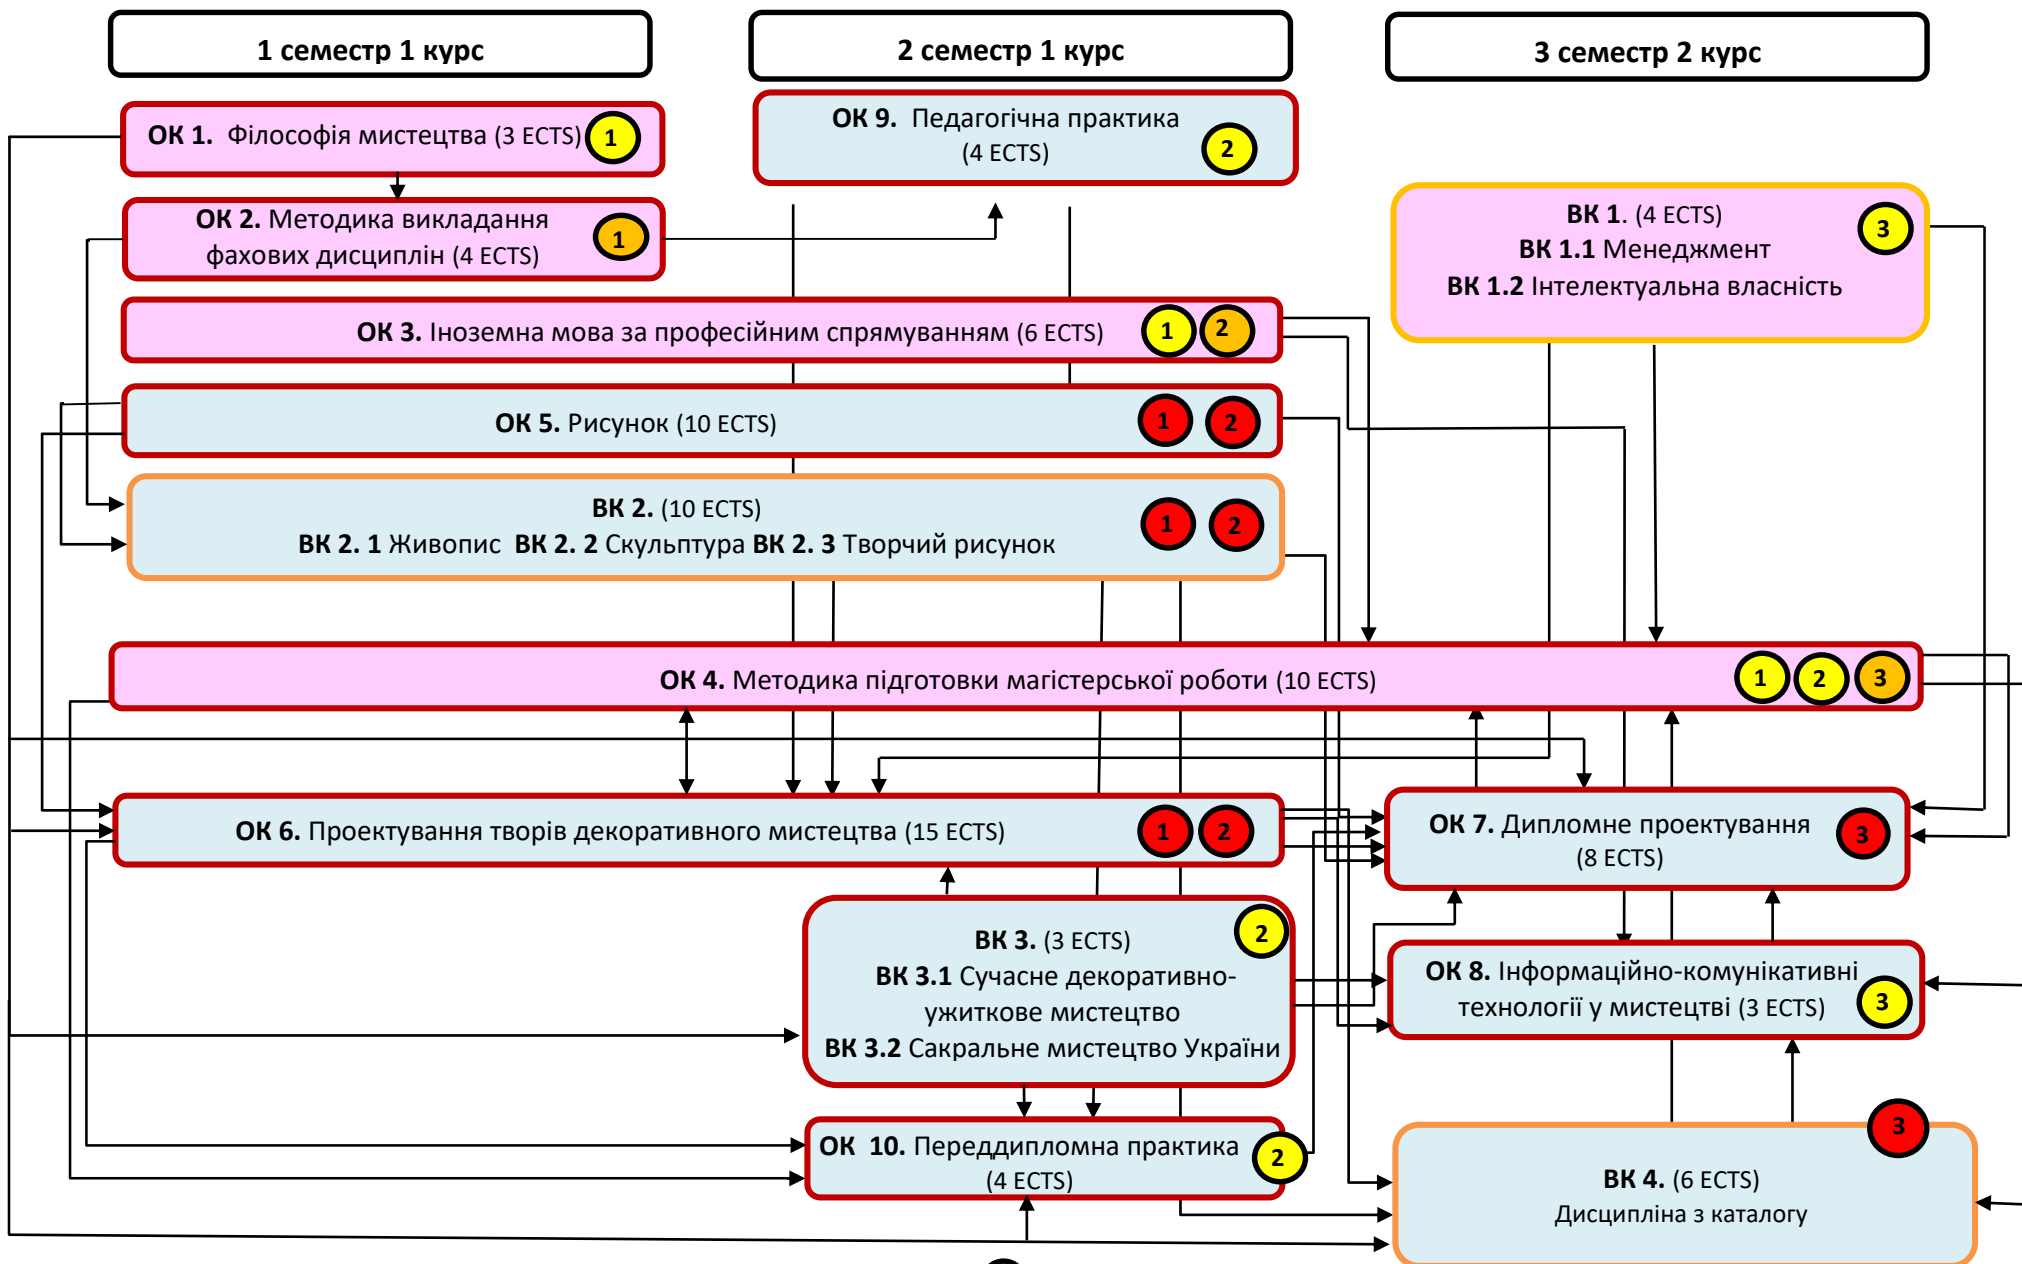 1 семестр 1 курс
2 семестр 1 курс
3 семестр 2 курс
ОК 1. Філософія мистецтва (3 ECTS)
1
ОК 9. Педагогічна практика
(4 ECTS)
2
ОК 2. Методика викладання
фахових дисциплін (4 ECTS)
1
ВК 1. (4 ECTS)
ВК 1.1 Менеджмент
ВК 1.2 Інтелектуальна власність
3
ОК 3. Іноземна мова за професійним спрямуванням (6 ECTS)
1
2
ОК 5. Рисунок (10 ECTS)
1
2
ВК 2. (10 ECTS)
ВК 2. 1 Живопис ВК 2. 2 Скульптура ВК 2. 3 Творчий рисунок
1
2
ОК 4. Методика підготовки магістерської роботи (10 ECTS)
1
2
3
ОК 6. Проектування творів декоративного мистецтва (15 ECTS)
1
2
ОК 7. Дипломне проектування
(8 ECTS)
3
ВК 3. (3 ECTS)
ВК 3.1 Сучасне декоративно-
ужиткове мистецтво
ВК 3.2 Сакральне мистецтво України
2
ОК 8. Інформаційно-комунікативні
технології у мистецтві (3 ECTS)
3
ОК 10. Переддипломна практика
(4 ECTS)
2
ВК 4. (6 ECTS)
Дисципліна з каталогу
3